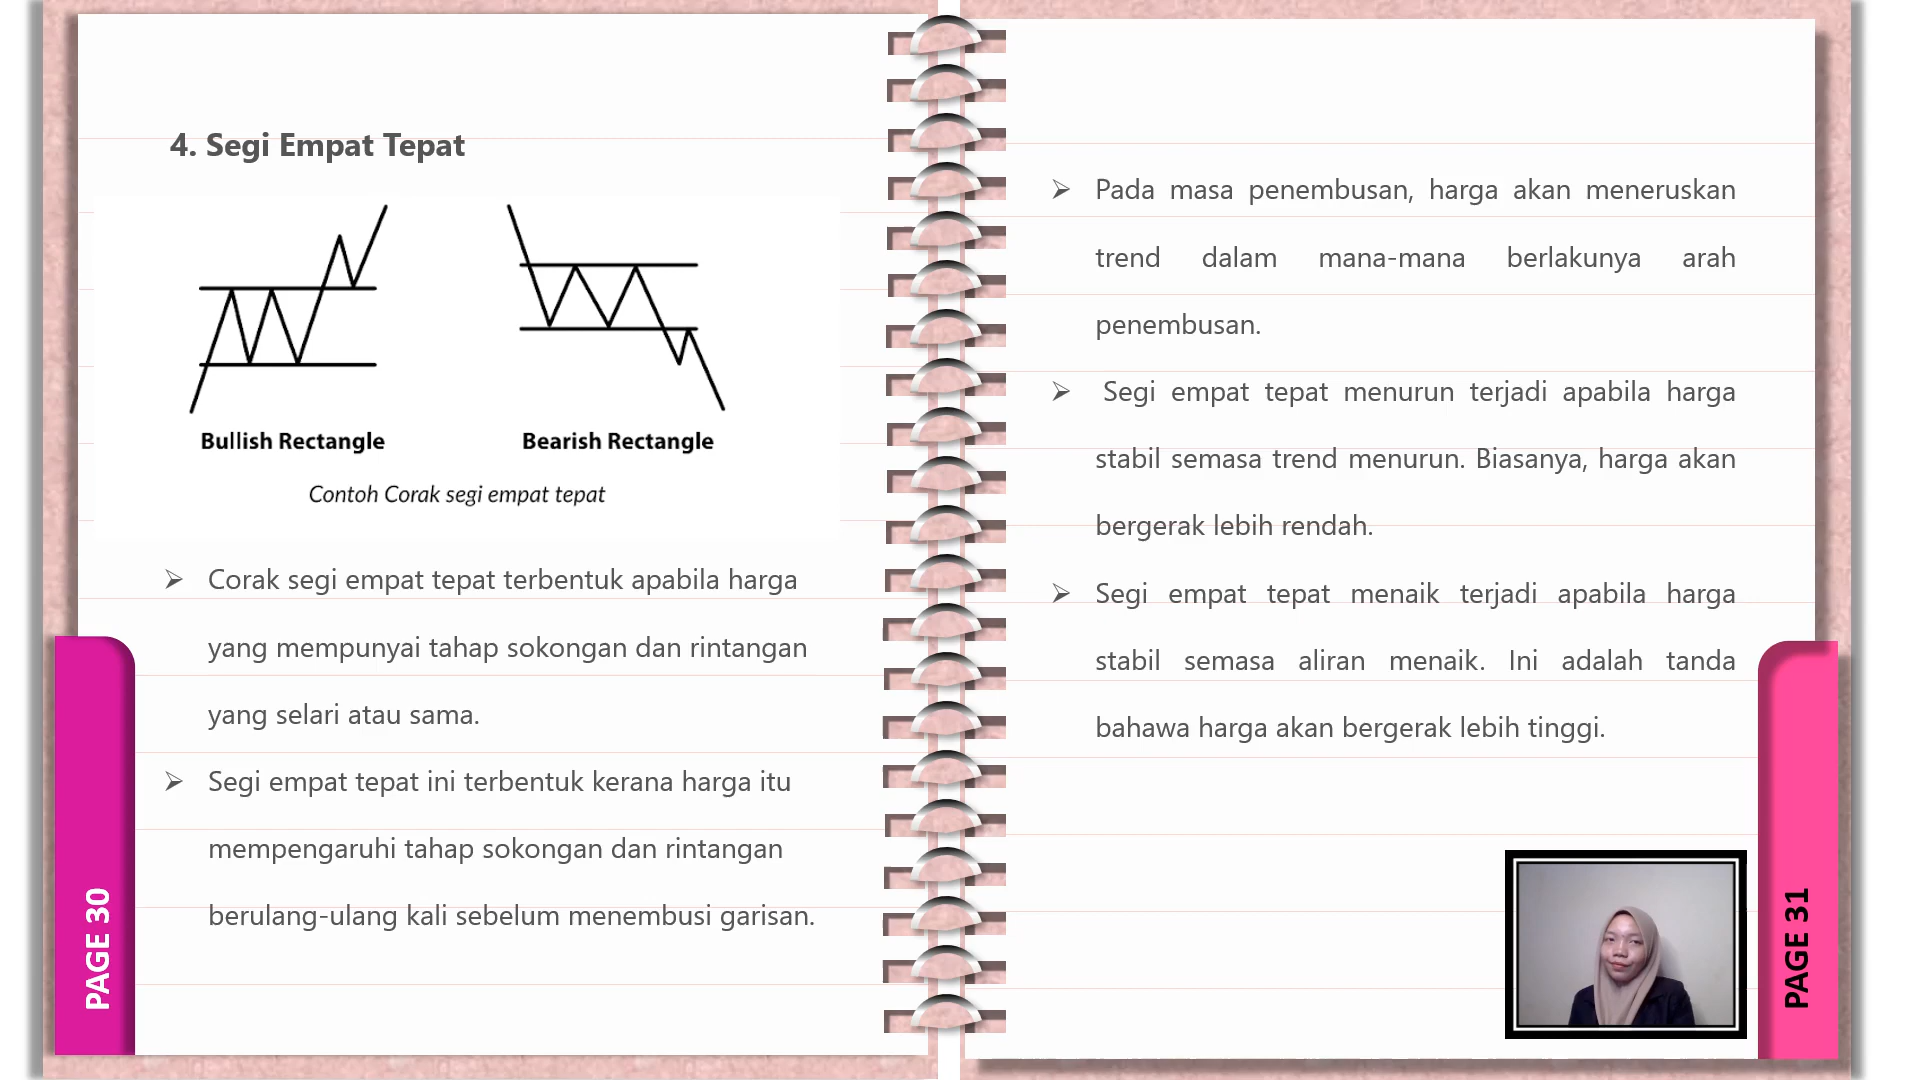 4. Segi Empat Tepat
Bullish Rectangle
Bearish Rectangle
Contoh Corak segi empat tepat
➢ Corak segi empat tepat terbentuk apabila harga
yang mempunyai tahap sokongan dan rintangan
yang selari atau sama.
➢ Segi empat tepat ini terbentuk kerana harga itu
mempengaruhi tahap sokongan dan rintangan
berulang-ulang kali sebelum menembusi garisan.
PAGE 30
➢ Pada masa penembusan, harga akan meneruskan
trend dalam mana-mana berlakunya arah
penembusan.
➢ Segi empat tepat menurun terjadi apabila harga
stabil semasa trend menurun. Biasanya, harga akan
bergerak lebih rendah.
➢ Segi empat tepat menaik terjadi apabila harga
stabil semasa aliran menaik. Ini adalah tanda
bahawa harga akan bergerak lebih tinggi.
PAGE 31